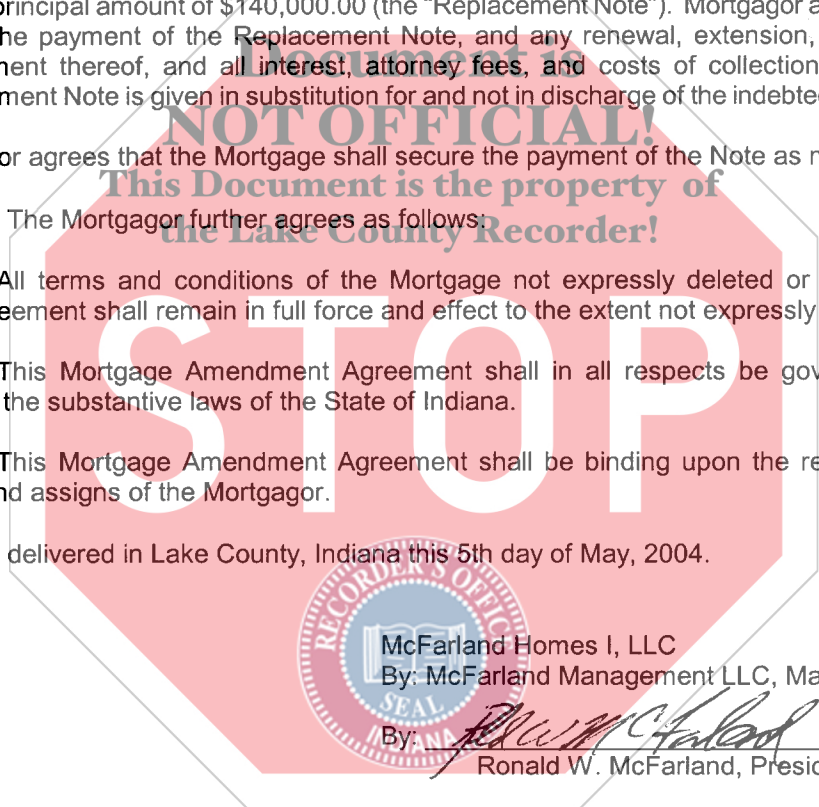 principal amount of $140,000.00 (the "Replacement Note"). Mortgagor a
he payment of the Replacement Note, and any renewal, extension,
Document is
ent thereof, and all interest, attorney fees, and costs of collection
ment Note is given in substitution for and not in discharge of the indebte
NOT OFFICIAL!
or agrees that the Mortgage shall secure the payment of the Note as
This Document is the property of
The Mortgagor further agrees as follows:
the Lake County Recorder!
All terms and conditions of the Mortgage not expressly deleted or
eement shall remain in full force and effect to the extent not expressly
STOP
This Mortgage Amendment Agreement shall in all respects be gov
the substantive laws of the State of Indiana.
This Mortgage Amendment Agreement shall be binding upon the re
nd assigns of the Mortgagor.
delivered in Lake County, Indiana this 5th day of May, 2004.
RECORDER'S OFFICE
McFarland Homes I, LLC
By: McFarland Management LLC, Ma
SEAL
INDIANA
By:
Ronald W. McFarland, Presid